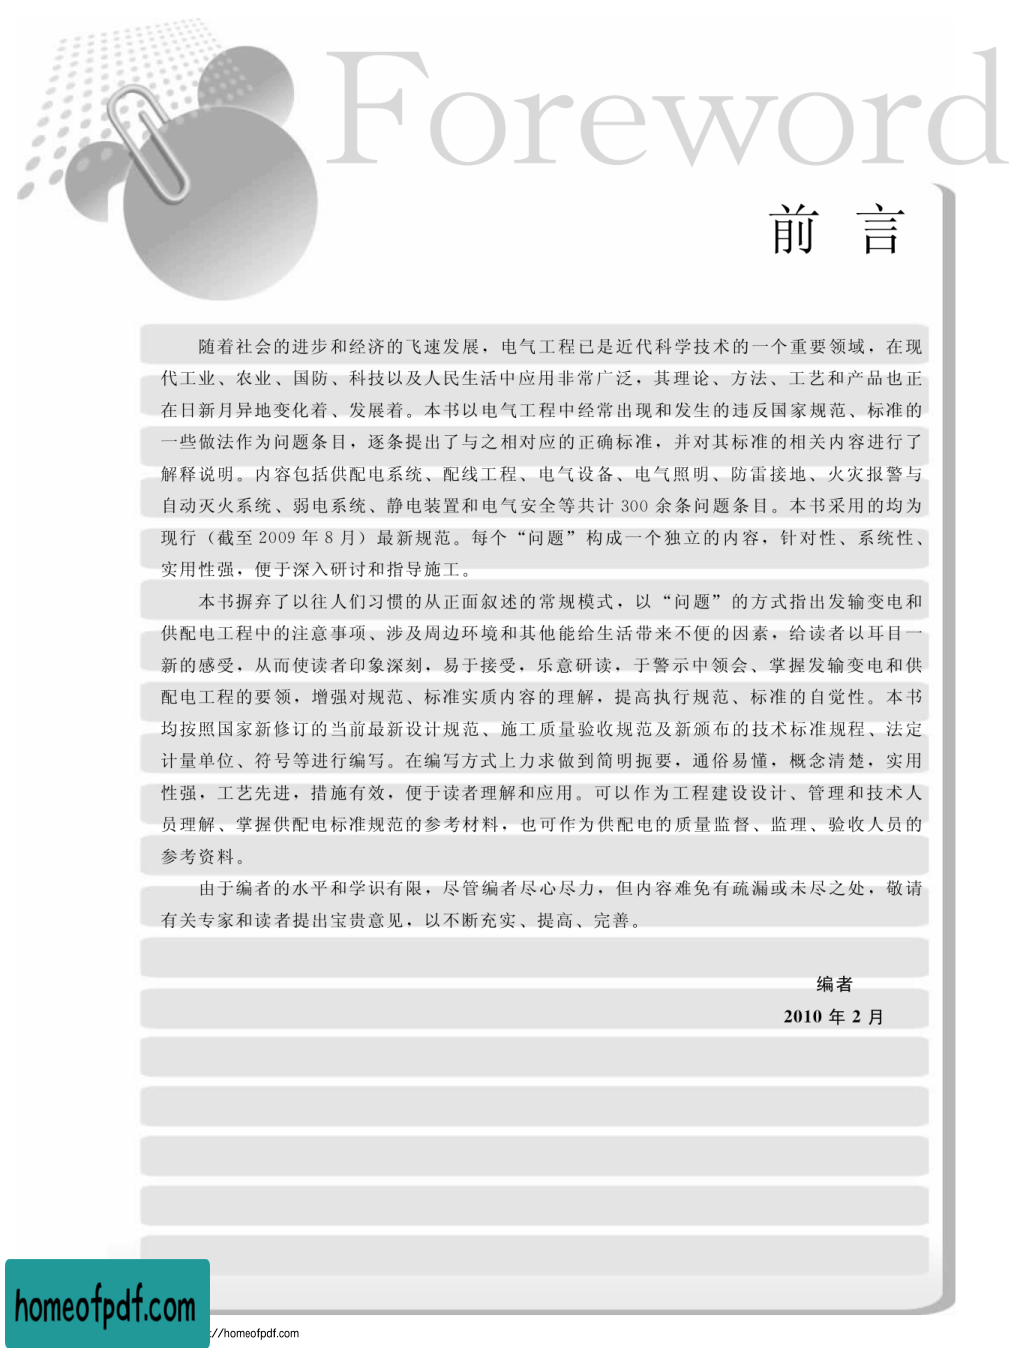 Foreword
前言
随着社会的进步和经济的飞速发展，电气工程已是近代科学技术的一个重要领域，在现
代工业、农业、国防、科技以及人民生活中应用非常广泛，其理论、方法、工艺和产品也正
在日新月异地变化着、发展着。本书以电气工程中经常出现和发生的违反国家规范、标准的
一些做法作为问题条目，逐条提出了与之相对应的正确标准，并对其标准的相关内容进行了
解释说明。内容包括供配电系统、配线工程、电气设备、电气照明、防雷接地、火灾报警与
自动灭火系统、弱电系统、静电装置和电气安全等共计 300 余条问题条目。本书采用的均为
现行（截至 2009 年 8 月）最新规范。每个“问题”构成一个独立的内容，针对性、系统性、
实用性强，便于深入研讨和指导施工。
本书摒弃了以往人们习惯的从正面叙述的常规模式，以“问题”的方式指出发输变电和
供配电工程中的注意事项、涉及周边环境和其他能给生活带来不便的因素，给读者以耳目一
新的感受，从而使读者印象深刻，易于接受，乐意研读，于警示中领会、掌握发输变电和供
配电工程的要领，增强对规范、标准实质内容的理解，提高执行规范、标准的自觉性。本书
均按照国家新修订的当前最新设计规范、施工质量验收规范及新颁布的技术标准规程、法定
计量单位、符号等进行编写。在编写方式上力求做到简明扼要，通俗易懂，概念清楚，实用
性强，工艺先进，措施有效，便于读者理解和应用。可以作为工程建设设计、管理和技术人
员理解、掌握供配电标准规范的参考材料，也可作为供配电的质量监督、监理、验收人员的
参考资料。
由于编者的水平和学识有限，尽管编者尽心尽力，但内容难免有疏漏或未尽之处，敬请
有关专家和读者提出宝贵意见，以不断充实、提高、完善。
编者
2010 年 2 月
homeofpdf.com
://homeofpdf.com